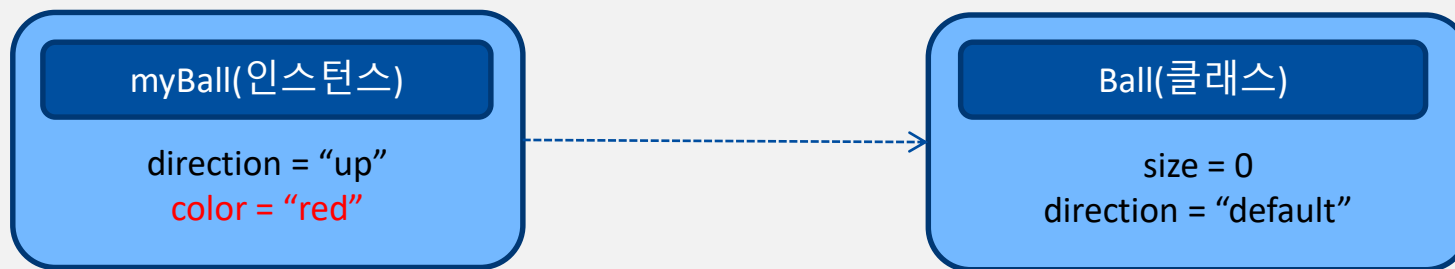 myBall(인스턴스)
direction = “up”
color = “red”
Ball(클래스)
size = 0
direction = “default”